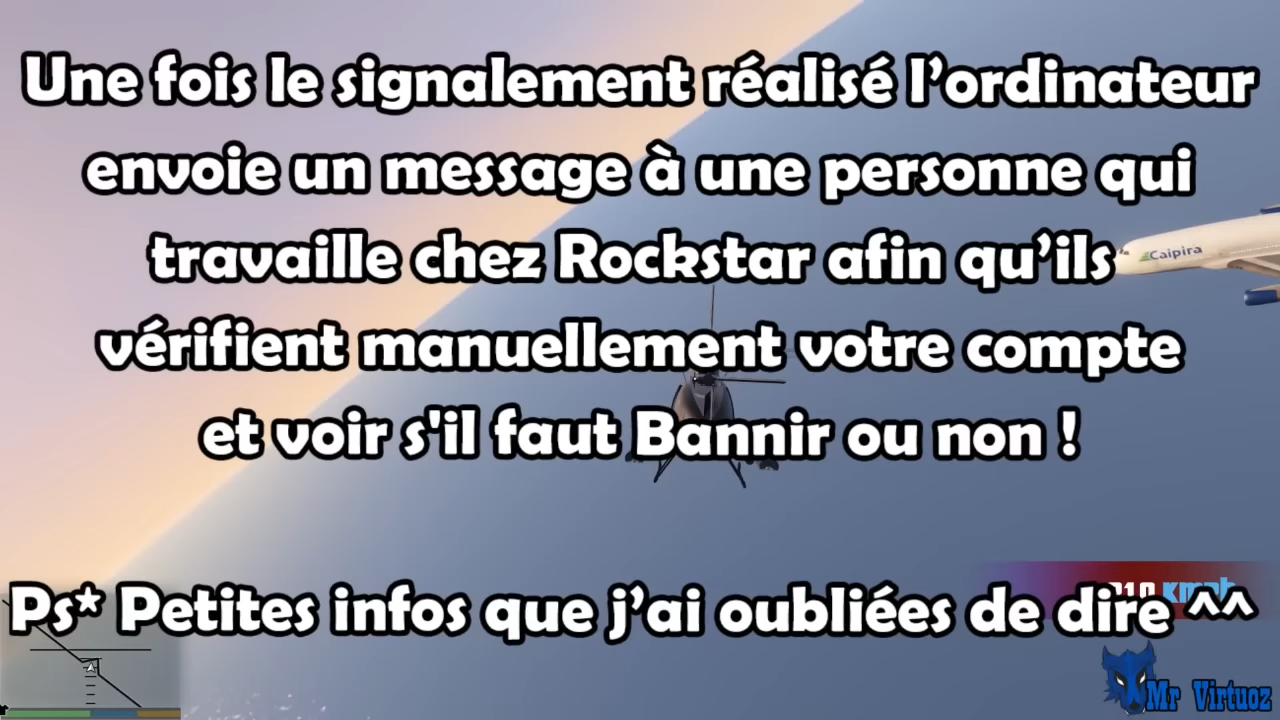 Une fois le signalement réalisé l’ordinateur
envoie un message à une personne qui
travaille chez Rockstar afin qu’ils
Caipira
vérifient manuellement votre compte
et voir s'il faut Bannir ou non !
Ps* Petites infos que j’ai oubliées de dire ^^
Mr Virtuoz